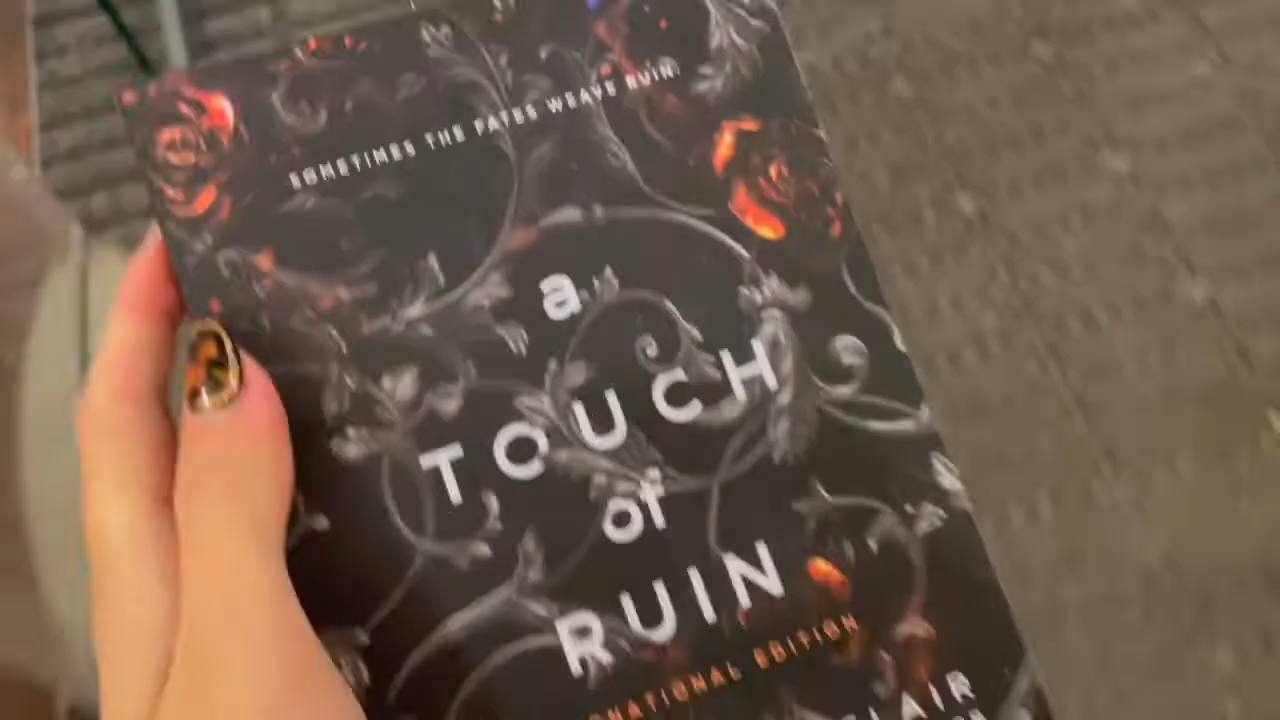 SOMETIMES THE FATES WEAVE RUIN.
a
TOUCH
of
RUIN